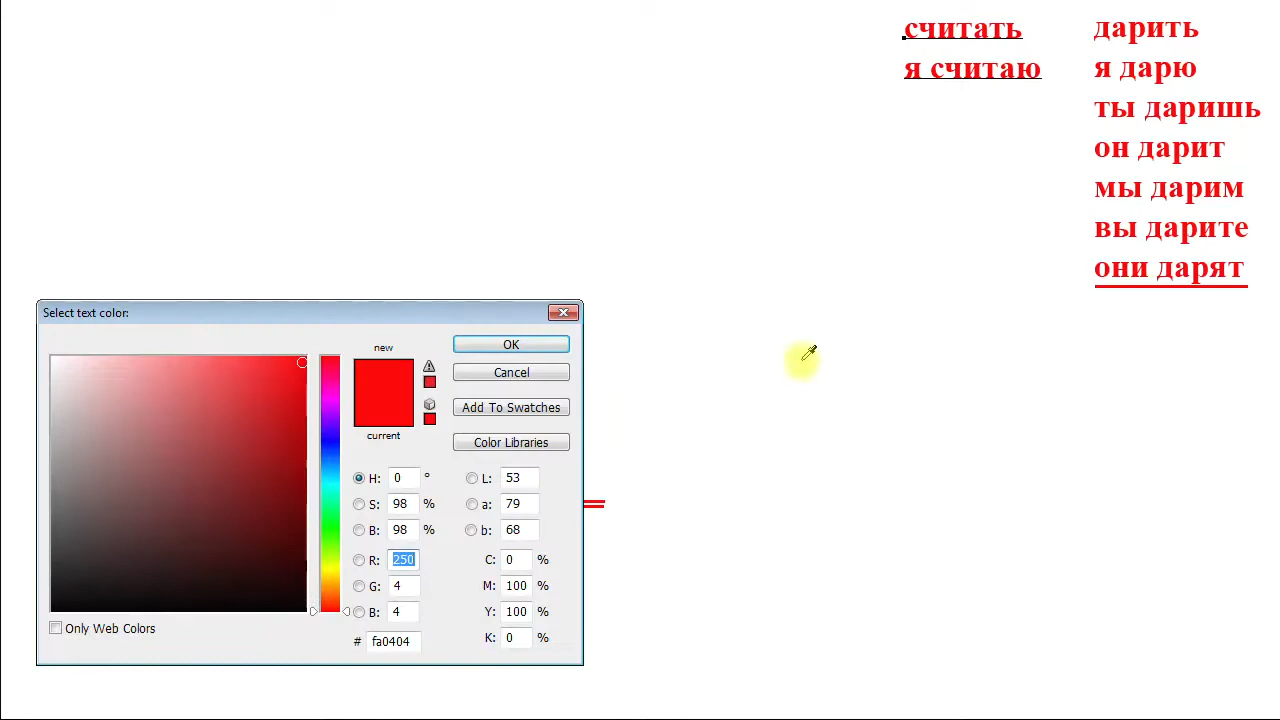 считать
я считаю
дарить
я дарю
ты даришь
он дарит
мы дарим
вы дарите
они дарят
Select text color:
new
current
OK
Cancel
Add To Swatches
Color Libraries
H: 0 °
S: 98 %
B: 98 %
R: 250
G: 4
B: 4
# fa0404
L: 53
a: 79
b: 68
C: 0 %
M: 100 %
Y: 100 %
K: 0 %
Only Web Colors